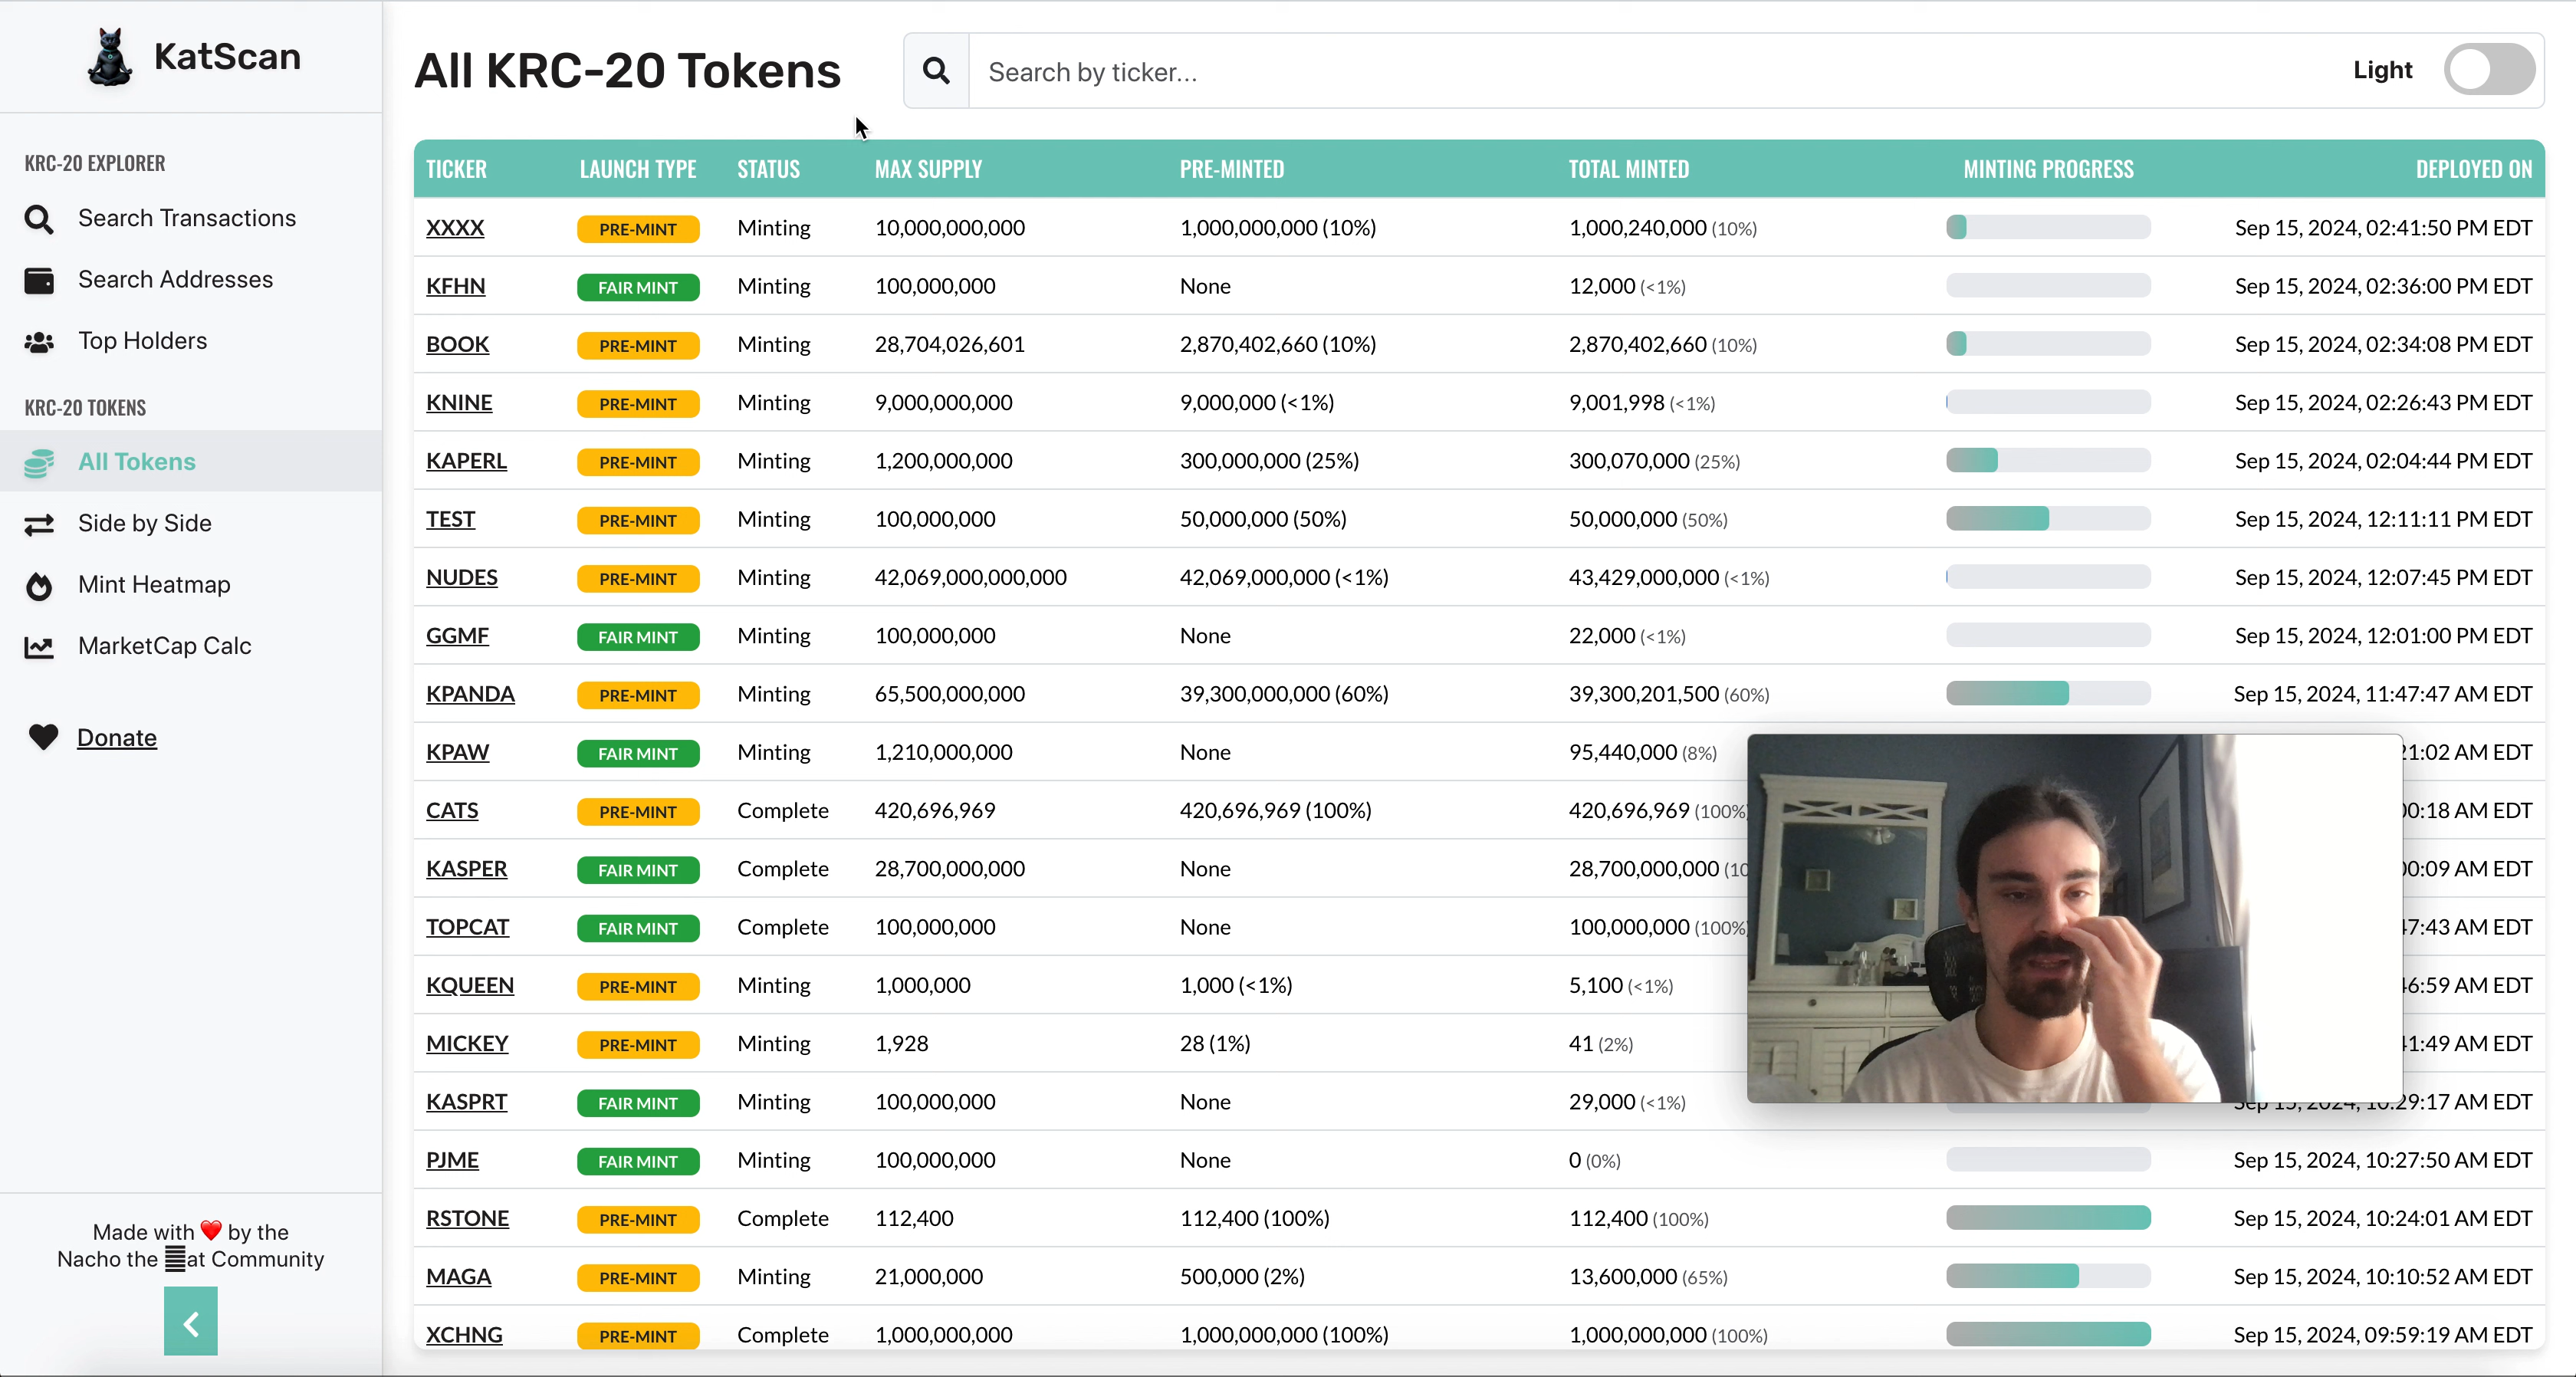 KatScan
KRC-20 EXPLORER
Search Transactions
Search Addresses
Top Holders
KRC-20 TOKENS
All Tokens
Side by Side
Mint Heatmap
MarketCap Calc
Donate
Made with ❤️ by the
Nacho the at Community
All KRC-20 Tokens
Search by ticker...
Light
TICKER LAUNCH TYPE STATUS MAX SUPPLY PRE-MINTED TOTAL MINTED MINTING PROGRESS DEPLOYED ON
XXXX PRE-MINT Minting 10,000,000,000 1,000,000,000 (10%) 1,000,240,000 (10%) Sep 15, 2024, 02:41:50 PM EDT
KFHN FAIR MINT Minting 100,000,000 None 12,000 (<1%) Sep 15, 2024, 02:36:00 PM EDT
BOOK PRE-MINT Minting 28,704,026,601 2,870,402,660 (10%) 2,870,402,660 (10%) Sep 15, 2024, 02:34:08 PM EDT
KNINE PRE-MINT Minting 9,000,000,000 9,000,000 (<1%) 9,001,998 (<1%) Sep 15, 2024, 02:26:43 PM EDT
KAPERL PRE-MINT Minting 1,200,000,000 300,000,000 (25%) 300,070,000 (25%) Sep 15, 2024, 02:04:44 PM EDT
TEST PRE-MINT Minting 100,000,000 50,000,000 (50%) 50,000,000 (50%) Sep 15, 2024, 12:11:11 PM EDT
NUDES PRE-MINT Minting 42,069,000,000,000 42,069,000,000 (<1%) 43,429,000,000 (<1%) Sep 15, 2024, 12:07:45 PM EDT
GGMF FAIR MINT Minting 100,000,000 None 22,000 (<1%) Sep 15, 2024, 12:01:00 PM EDT
KPANDA PRE-MINT Minting 65,500,000,000 39,300,000,000 (60%) 39,300,201,500 (60%) Sep 15, 2024, 11:47:47 AM EDT
KPAW FAIR MINT Minting 1,210,000,000 None 95,440,000 (8%) 21:02 AM EDT
CATS PRE-MINT Complete 420,696,969 420,696,969 (100%) 420,696,969 (100%) 00:18 AM EDT
KASPER FAIR MINT Complete 28,700,000,000 None 28,700,000,000 (10 00:09 AM EDT
TOPCAT FAIR MINT Complete 100,000,000 None 100,000,000 (100%) 47:43 AM EDT
KQUEEN PRE-MINT Minting 1,000,000 1,000 (<1%) 5,100 (<1%) 46:59 AM EDT
MICKEY PRE-MINT Minting 1,928 28 (1%) 41 (2%) 41:49 AM EDT
KASPRT FAIR MINT Minting 100,000,000 None 29,000 (<1%) Sep 15, 2024, 10:29:17 AM EDT
PJME FAIR MINT Minting 100,000,000 None 0 (0%) Sep 15, 2024, 10:27:50 AM EDT
RSTONE PRE-MINT Complete 112,400 112,400 (100%) 112,400 (100%) Sep 15, 2024, 10:24:01 AM EDT
MAGA PRE-MINT Minting 21,000,000 500,000 (2%) 13,600,000 (65%) Sep 15, 2024, 10:10:52 AM EDT
XCHNG PRE-MINT Complete 1,000,000,000 1,000,000,000 (100%) 1,000,000,000 (100%) Sep 15, 2024, 09:59:19 AM EDT